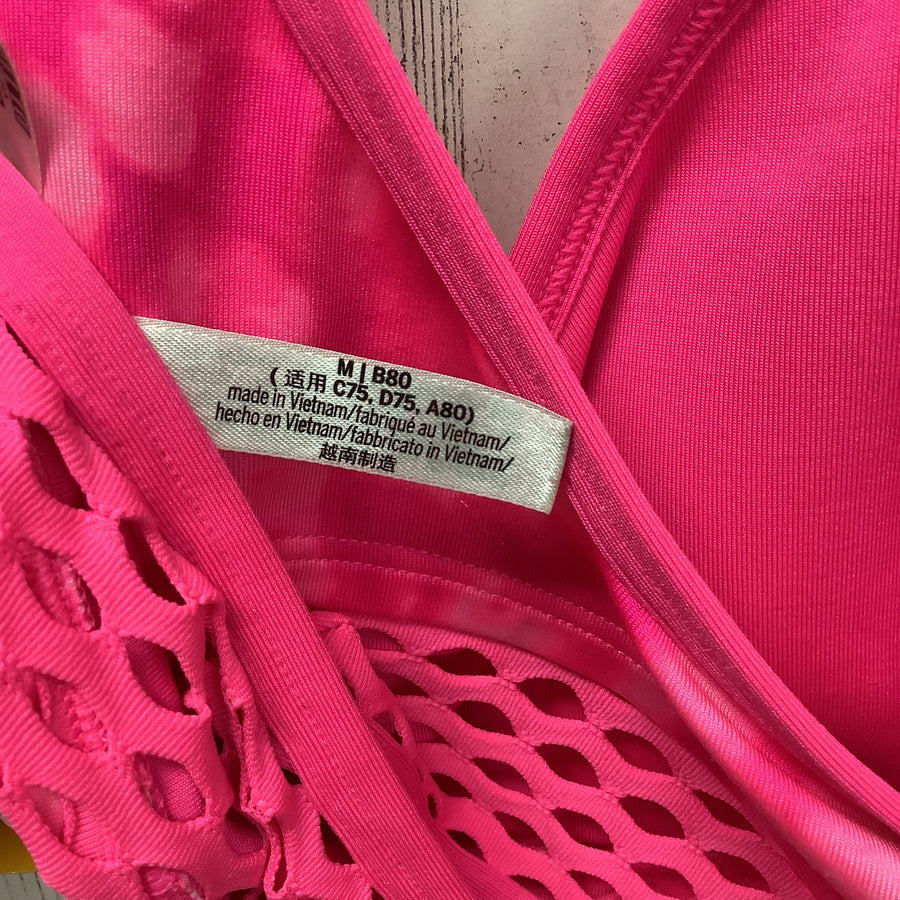 M | B80
( 适用 C75, D75, A80)
made in Vietnam/fabriqué au Vietnam/
hecho en Vietnam/fabbricato in Vietnam/
越南制造